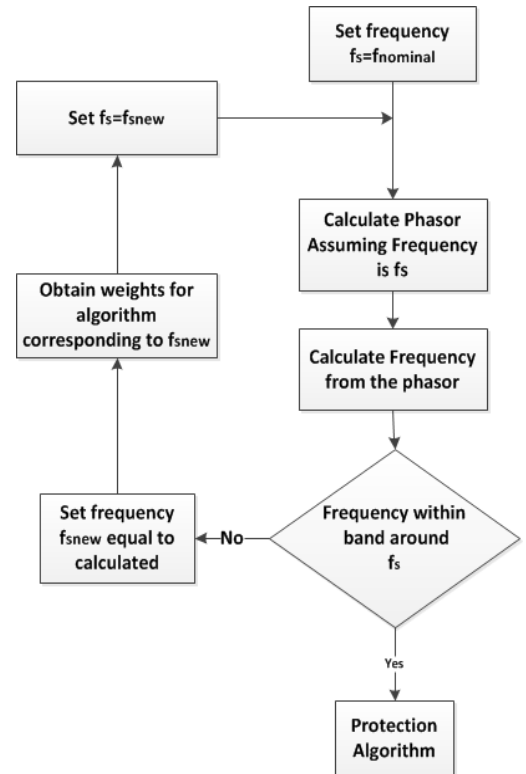 Set frequency
fs=fnominal
Set fs=fsnew
Calculate Phasor
Assuming Frequency
is fs
Obtain weights for
algorithm
corresponding to fsnew
Calculate Frequency
from the phasor
Set frequency
fsnew equal to
calculated
No
Frequency within
band around
fs
Yes
Protection
Algorithm